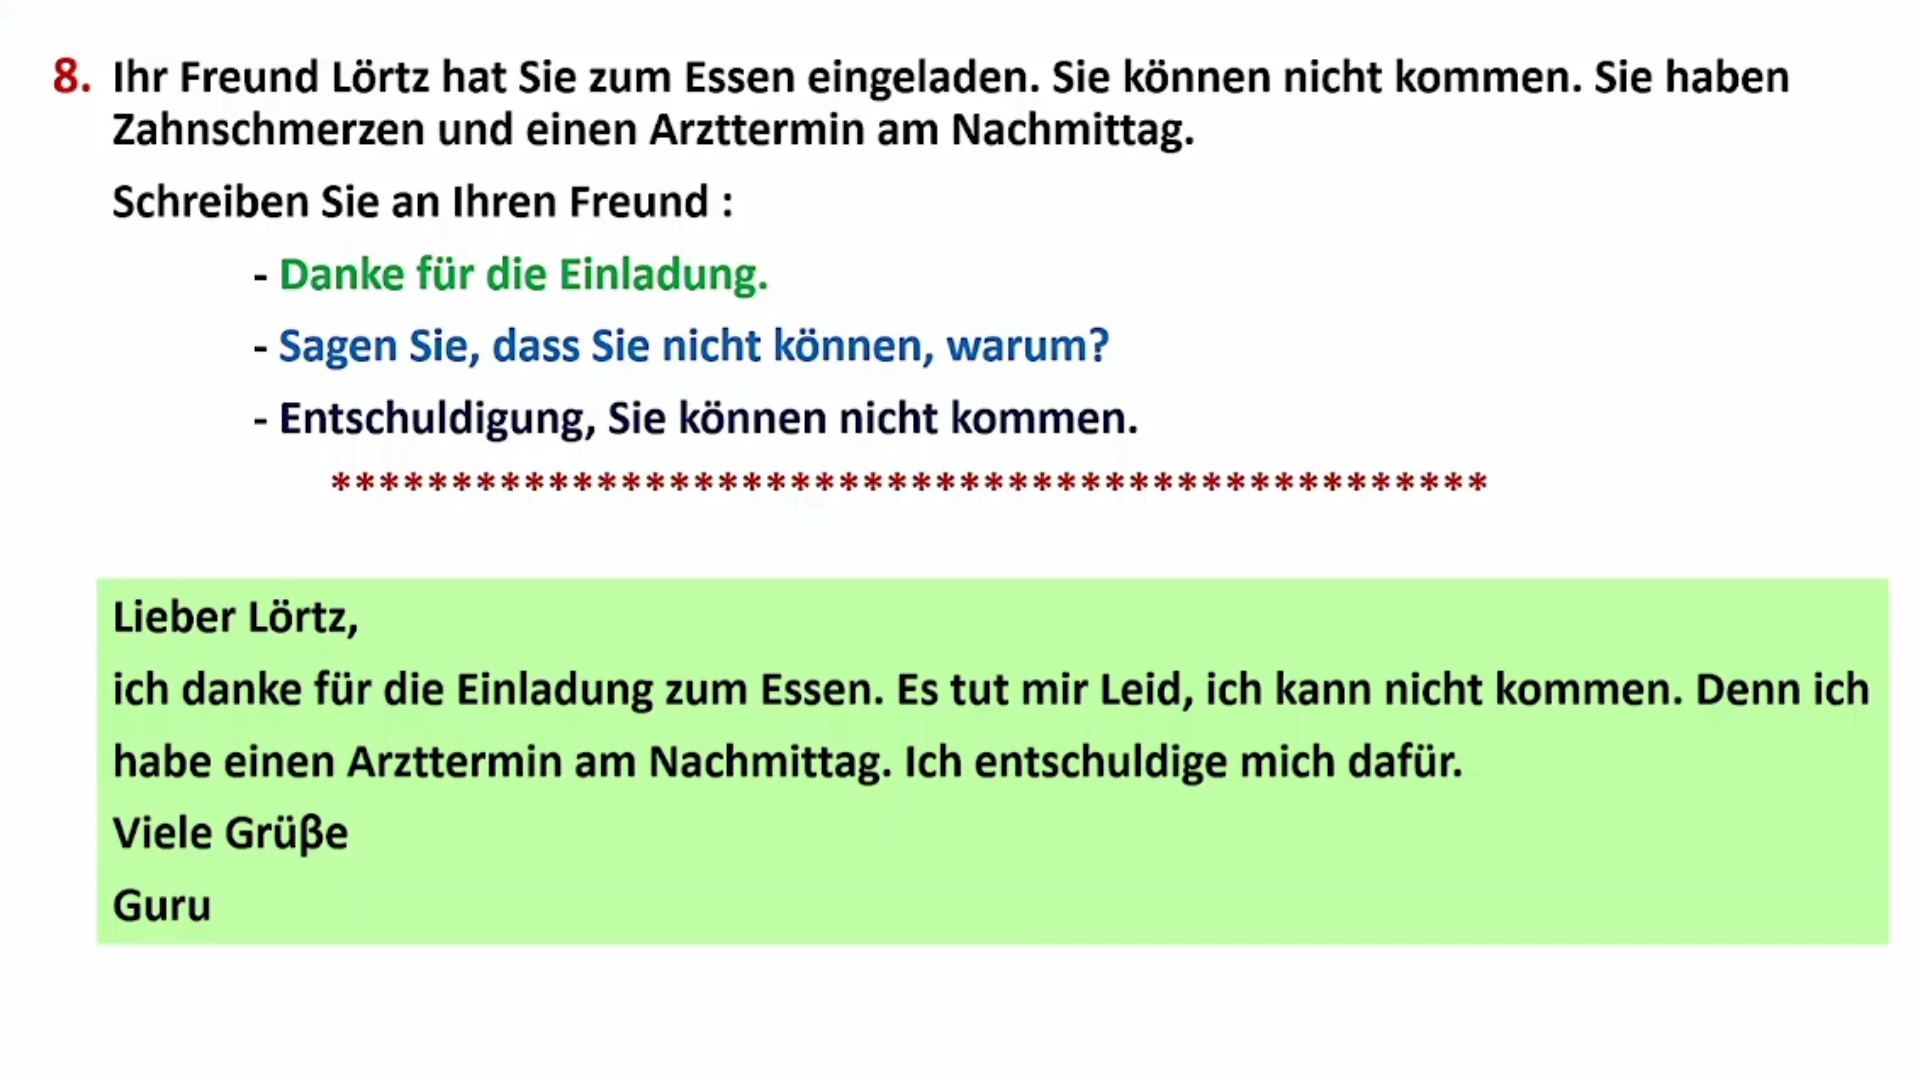 8. Ihr Freund Lörtz hat Sie zum Essen eingeladen. Sie können nicht kommen. Sie haben
Zahnschmerzen und einen Arzttermin am Nachmittag.
Schreiben Sie an Ihren Freund :
- Danke für die Einladung.
- Sagen Sie, dass Sie nicht können, warum?
- Entschuldigung, Sie können nicht kommen.
************************************************
Lieber Lörtz,
ich danke für die Einladung zum Essen. Es tut mir Leid, ich kann nicht kommen. Denn ich
habe einen Arzttermin am Nachmittag. Ich entschuldige mich dafür.
Viele Grüβe
Guru